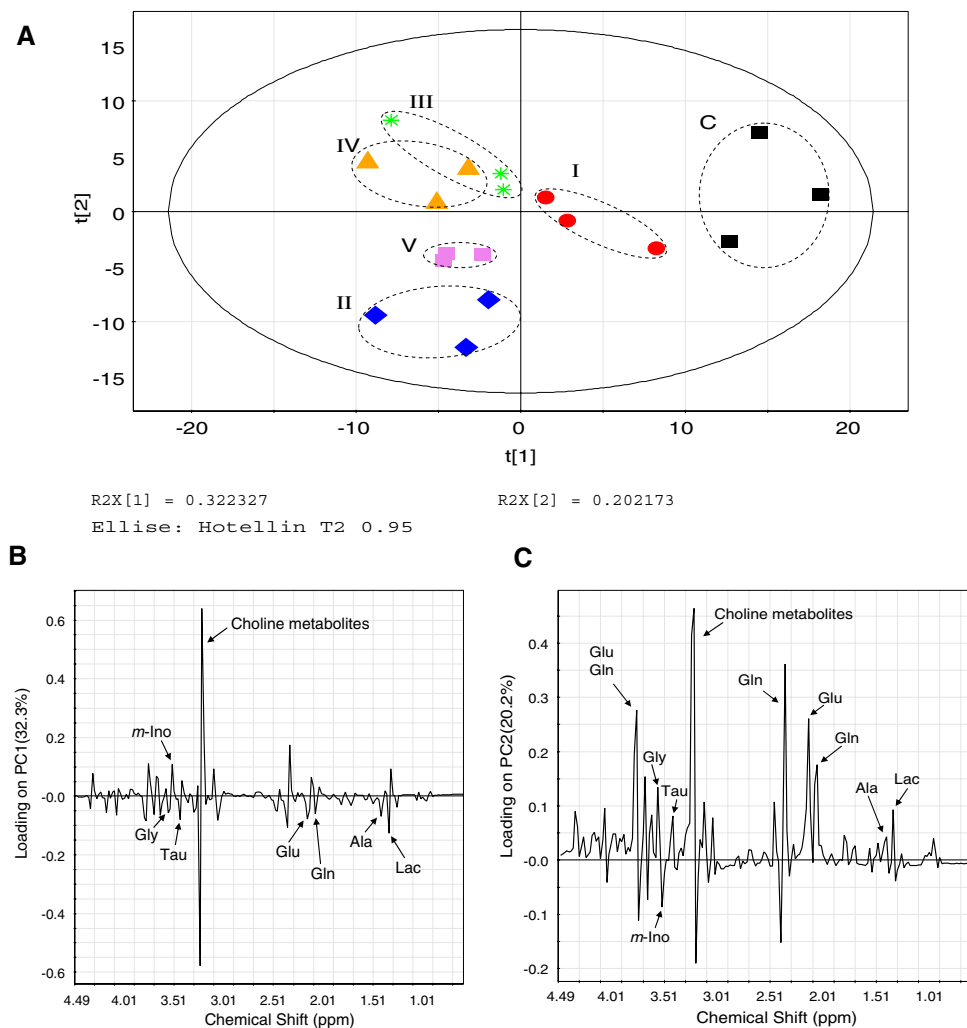 A
t[2]
15
10
5
0
-5
-10
-15
III
IV
I
C
V
II
-20 -10 0 10 20
t[1]
R2X[1] = 0.322327 R2X[2] = 0.202173
Ellise: Hotellin T2 0.95
B
Loading on PC1(32.3%)
0.6
0.4
0.2
-0.0
-0.2
-0.4
-0.6
Choline metabolites
m-Ino
Gly
Tau
Glu
Gln
Ala
Lac
4.49 4.01 3.51 3.01 2.51 2.01 1.51 1.01
Chemical Shift (ppm)
C
Loading on PC2(20.2%)
0.4
0.3
0.2
0.1
-0.0
-0.1
-0.2
Choline metabolites
Glu
Gln
Gln
Glu
Gln
Gly
Tau
Ala
Lac
m-Ino
4.49 4.01 3.51 3.01 2.51 2.01 1.51 1.01
Chemical Shift (ppm)